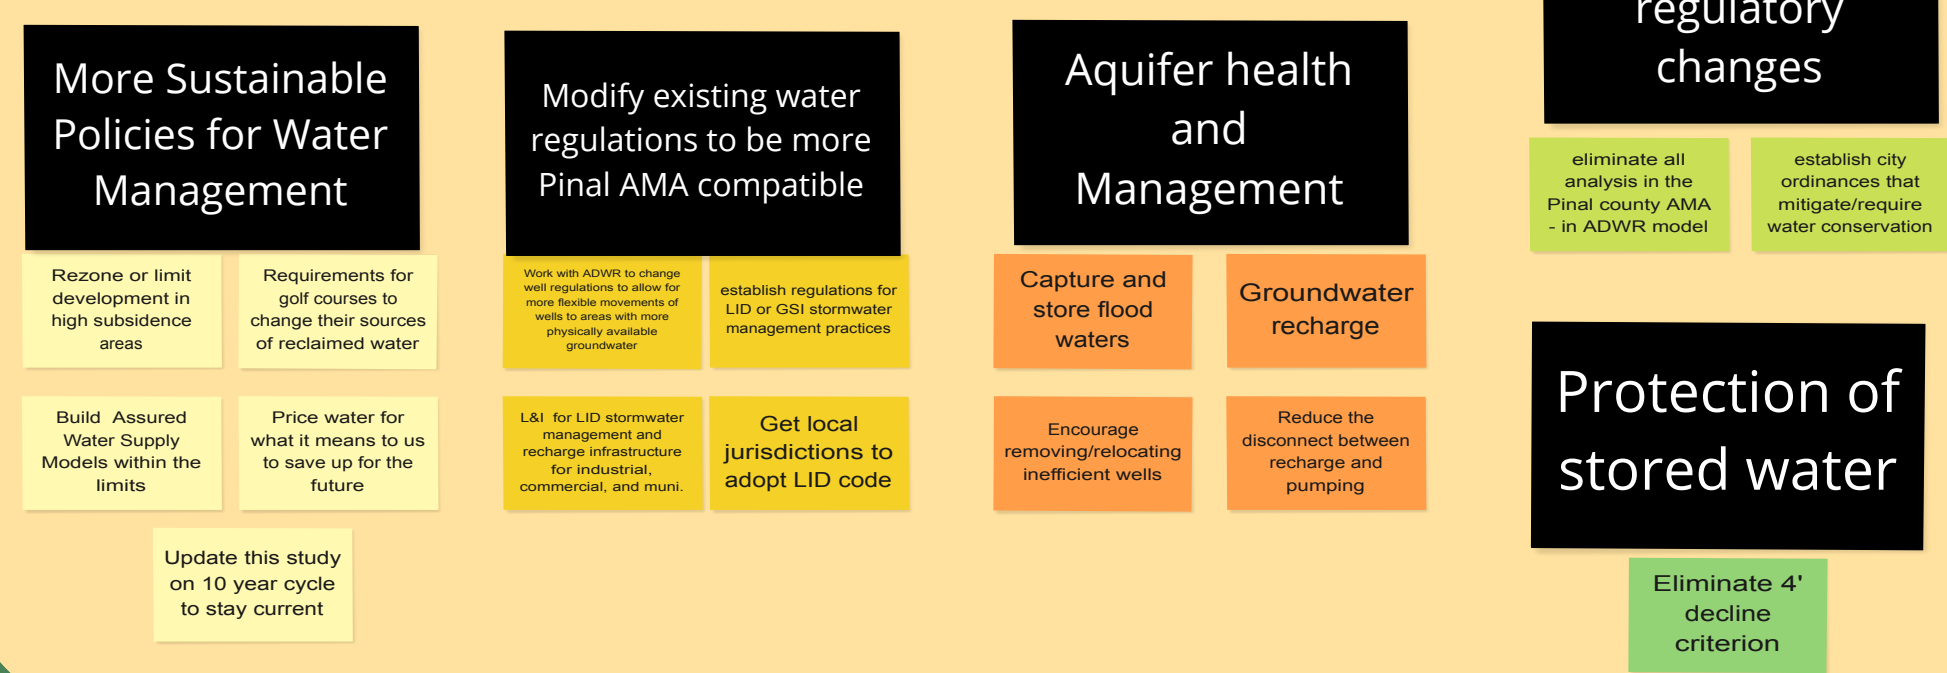 More Sustainable
Policies for Water
Management
Rezone or limit
development in
high subsidence
areas
Requirements for
golf courses to
change their sources
of reclaimed water
Build  Assured
Water Supply
Models within the
limits
Price water for
what it means to us
to save up for the
future
Update this study
on 10 year cycle
to stay current
Modify existing water
regulations to be more
Pinal AMA compatible
Work with ADWR to change
well regulations to allow for
more flexible movements of
wells to areas with more
physically available
groundwater
establish regulations for
LID or GSI stormwater
management practices
L&I  for LID stormwater
management and
recharge infrastructure
for industrial,
commercial, and muni.
Get local
jurisdictions to
adopt LID code
Aquifer health
and
Management
Capture and
store flood
waters
Groundwater
recharge
Encourage
removing/relocating
inefficient wells
Reduce the
disconnect between
recharge and
pumping
regulatory
changes
eliminate all
analysis in the
Pinal county AMA
- in ADWR model
establish city
ordinances that
mitigate/require
water conservation
Protection of
stored water
Eliminate 4'
decline
criterion